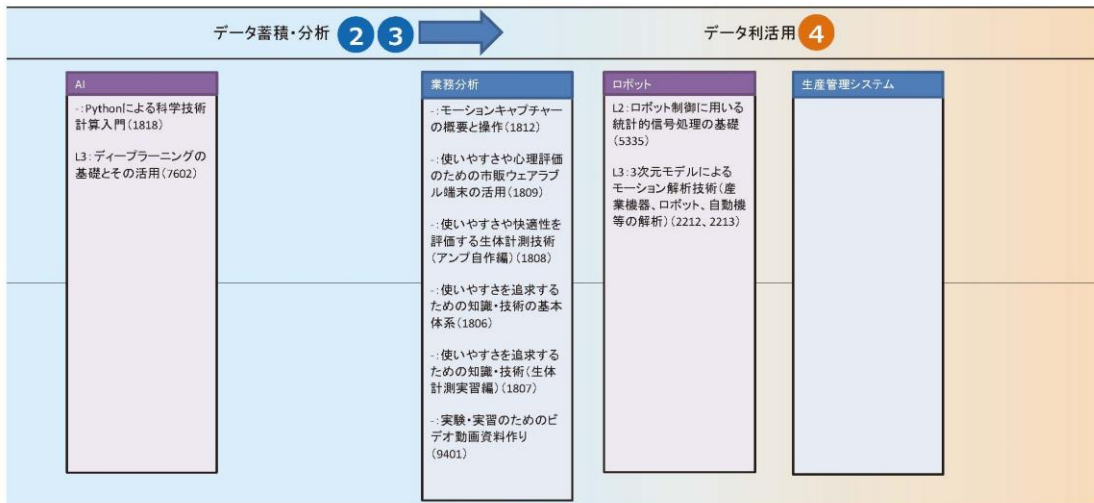 データ蓄積・分析 2 3
データ利活用 4
AI
-:Pythonによる科学技術
計算入門(1818)
L3:ディープラーニングの
基礎とその活用(7602)
業務分析
-:モーションキャプチャー
の概要と操作(1812)
-:使いやすさや心理評価
のための市販ウェアラブ
ル端末の活用(1809)
-:使いやすさや快適性を
評価する生体計測技術
(アンプ自作編)(1808)
-:使いやすさを追求する
ための知識・技術の基本
体系(1806)
-:使いやすさを追求する
ための知識・技術(生体
計測実習編)(1807)
-:実験・実習のためのビ
デオ動画資料作り
(9401)
ロボット
L2:ロボット制御に用いる
統計的信号処理の基礎
(5335)
L3:3次元モデルによる
モーション解析技術(産
業機器、ロボット、自動機
等の解析)(2212、2213)
生産管理システム